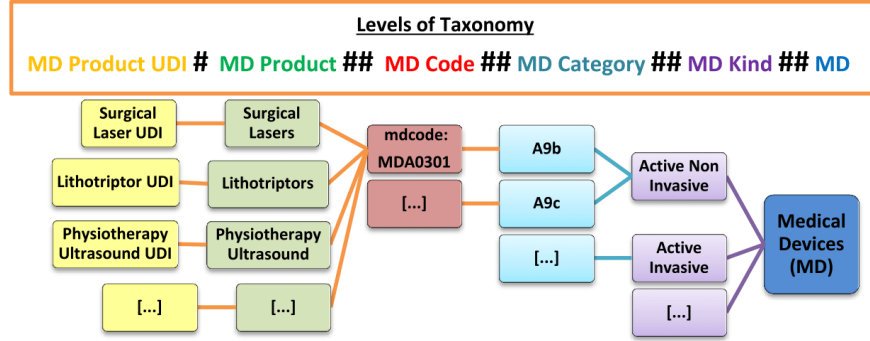 Levels of Taxonomy
MD Product UDI # MD Product ## MD Code ## MD Category ## MD Kind ## MD
Surgical
Laser UDI
Surgical
Lasers
Lithotriptor UDI
Lithotriptors
Physiotherapy
Ultrasound UDI
Physiotherapy
Ultrasound
[...]
[...]
mdcode:
MDA0301
[...]
A9b
A9c
[...]
Active Non
Invasive
Active
Invasive
[...]
Medical
Devices
(MD)